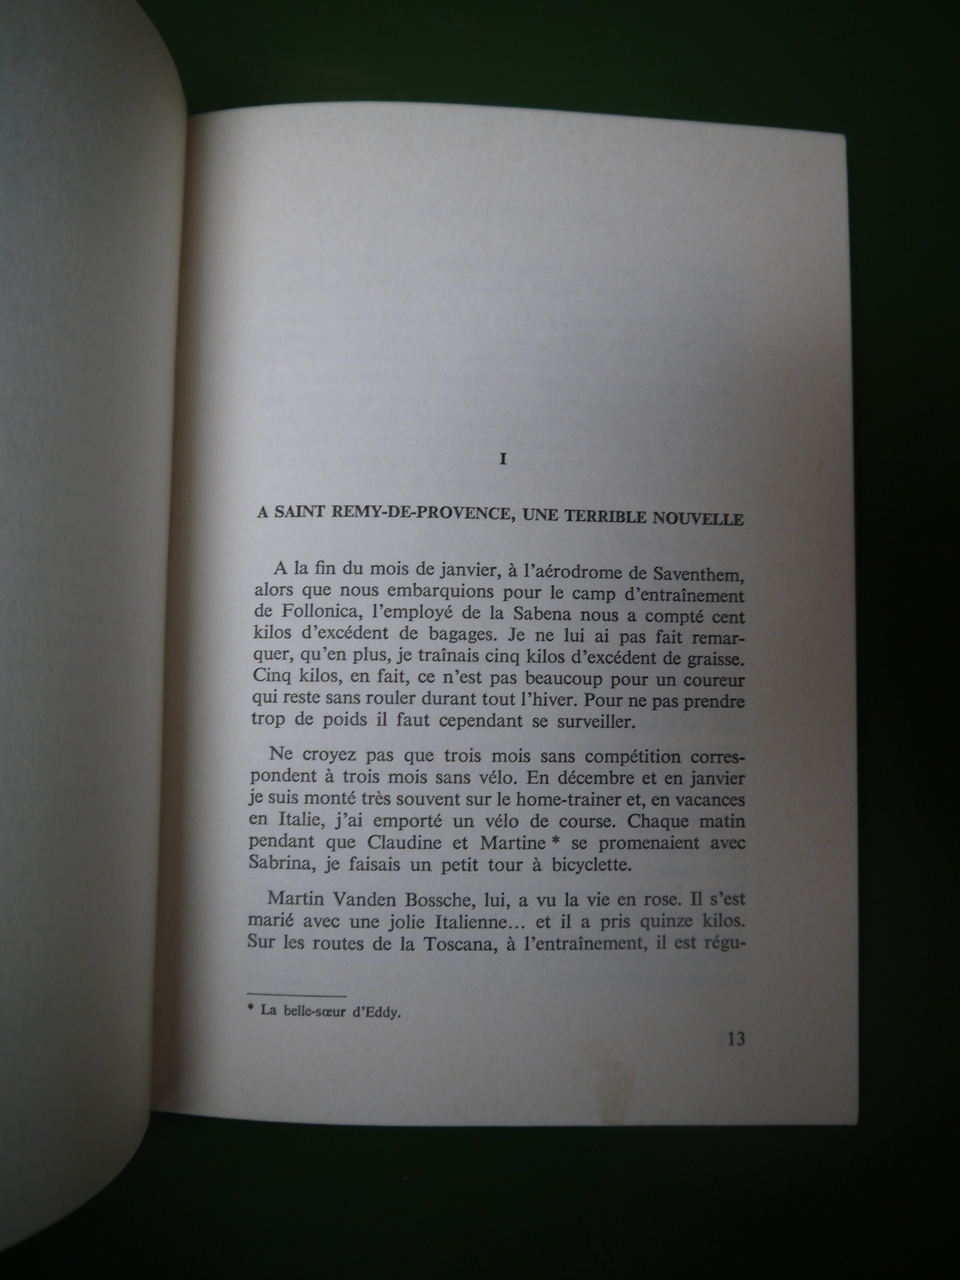 I
A SAINT REMY-DE-PROVENCE, UNE TERRIBLE NOUVELLE
A la fin du mois de janvier, à l'aérodrome de Saventhem,
alors que nous embarquions pour le camp d'entraînement
de Follonica, l'employé de la Sabena nous a compté cent
kilos d'excédent de bagages. Je ne lui ai pas fait remar-
quer, qu'en plus, je traînais cinq kilos d'excédent de graisse.
Cinq kilos, en fait, ce n'est pas beaucoup pour un coureur
qui reste sans rouler durant tout l'hiver. Pour ne pas prendre
trop de poids il faut cependant se surveiller.
Ne croyez pas que trois mois sans compétition corres-
pondent à trois mois sans vélo. En décembre et en janvier
je suis monté très souvent sur le home-trainer et, en vacances
en Italie, j'ai emporté un vélo de course. Chaque matin
pendant que Claudine et Martine * se promenaient avec
Sabrina, je faisais un petit tour à bicyclette.
Martin Vanden Bossche, lui, a vu la vie en rose. Il s'est
marié avec une jolie Italienne... et il a pris quinze kilos.
Sur les routes de la Toscana, à l'entraînement, il est régu-
* La belle-sœur d'Eddy.
13